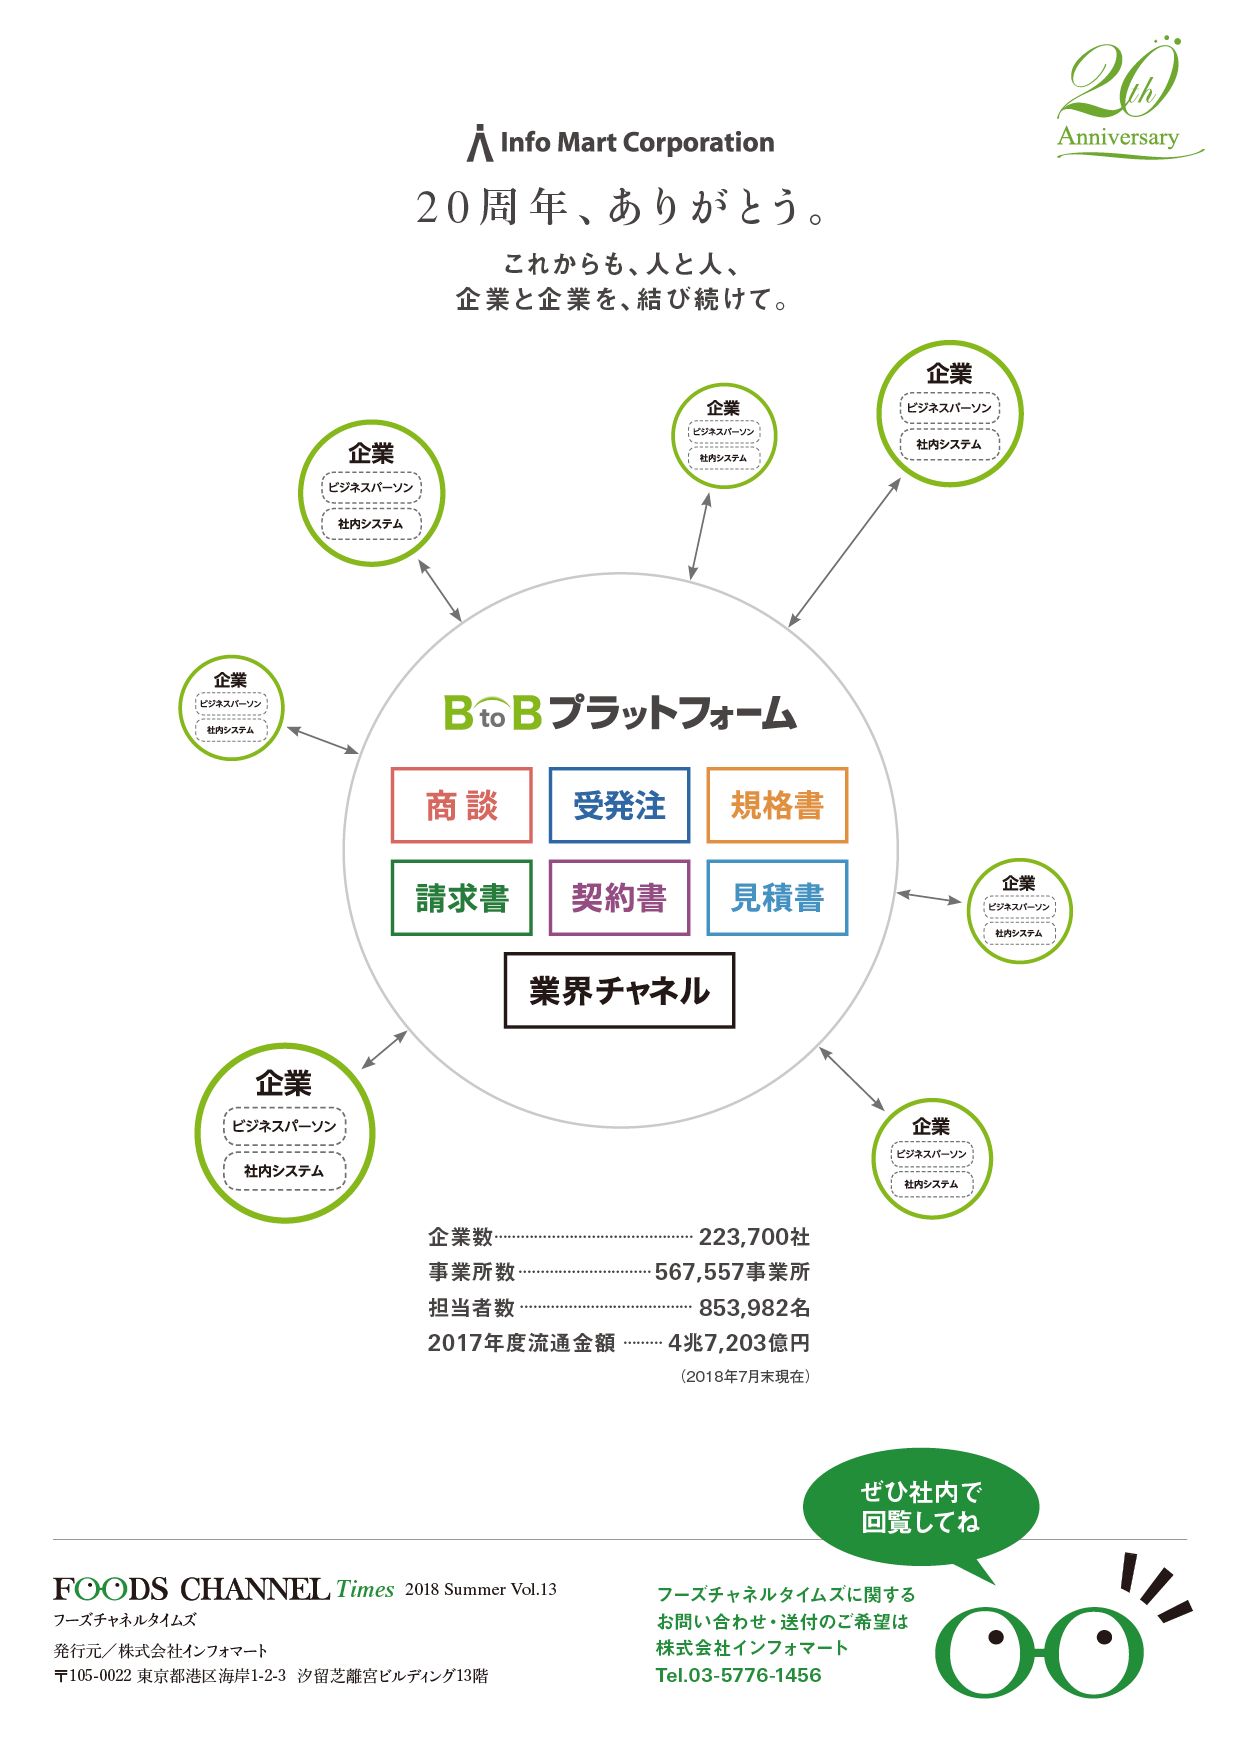 20th
Anniversary
Info Mart Corporation
20周年、ありがとう。
これからも、人と人、
企業と企業を、結び続けて。
企業
ビジネスパーソン
社内システム
企業
ビジネスパーソン
社内システム
企業
ビジネスパーソン
社内システム
企業
ビジネスパーソン
社内システム
BtoBプラットフォーム
商談
受発注
規格書
請求書
契約書
見積書
業界チャネル
企業
ビジネスパーソン
社内システム
企業
ビジネスパーソン
社内システム
企業
ビジネスパーソン
社内システム
企業数 223,700社
事業所数 567,557事業所
担当者数 853,982名
2017年度流通金額 4兆7,203億円
(2018年7月末現在)
ぜひ社内で
回覧してね
FOODS CHANNEL Times 2018 Summer Vol.13
フーズチャネルタイムズ
発行元／株式会社インフォマート
〒105-0022 東京都港区海岸1-2-3 汐留芝離宮ビルディング13階
フーズチャネルタイムズに関する
お問い合わせ・送付のご希望は
株式会社インフォマート
Tel.03-5776-1456